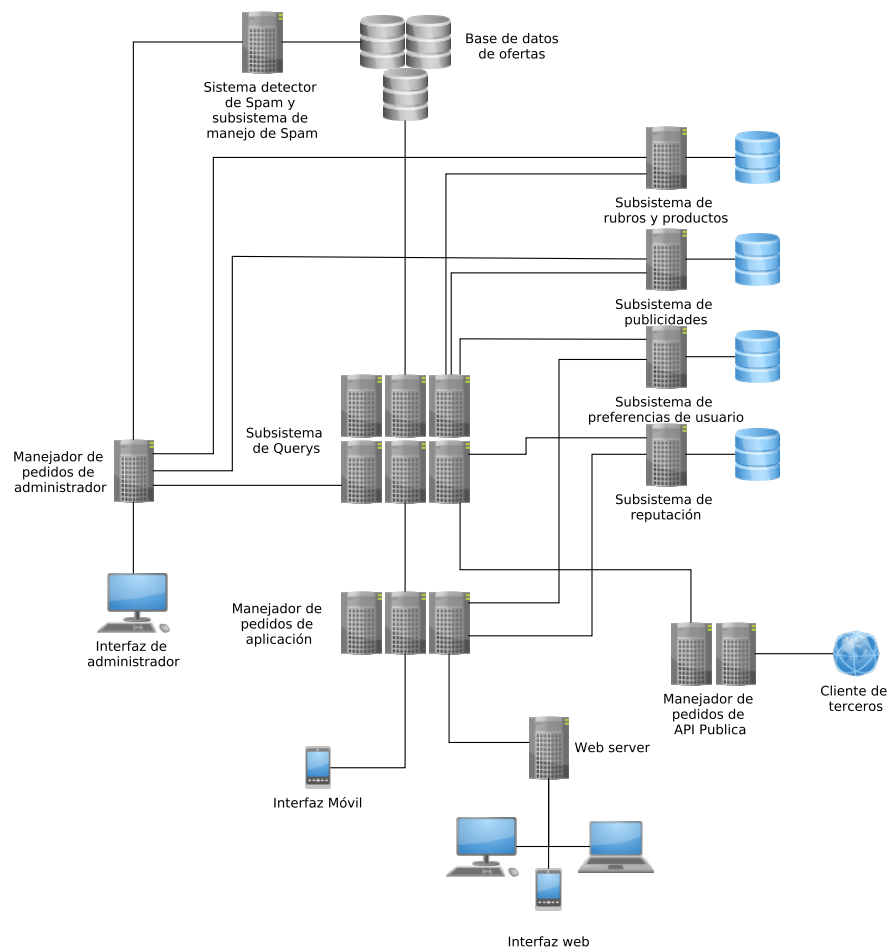 Base de datos
de ofertas
Sistema detector
de Spam y
subsistema de
manejo de Spam
Subsistema de
rubros y productos
Subsistema de
publicidades
Subsistema de
preferencias de usuario
Subsistema
de Querys
Manejador de
pedidos de
administrador
Subsistema de
reputación
Manejador de
pedidos de
aplicación
Interfaz de
administrador
Manejador de
pedidos de
API Publica
Cliente de
terceros
Web server
Interfaz Móvil
Interfaz web